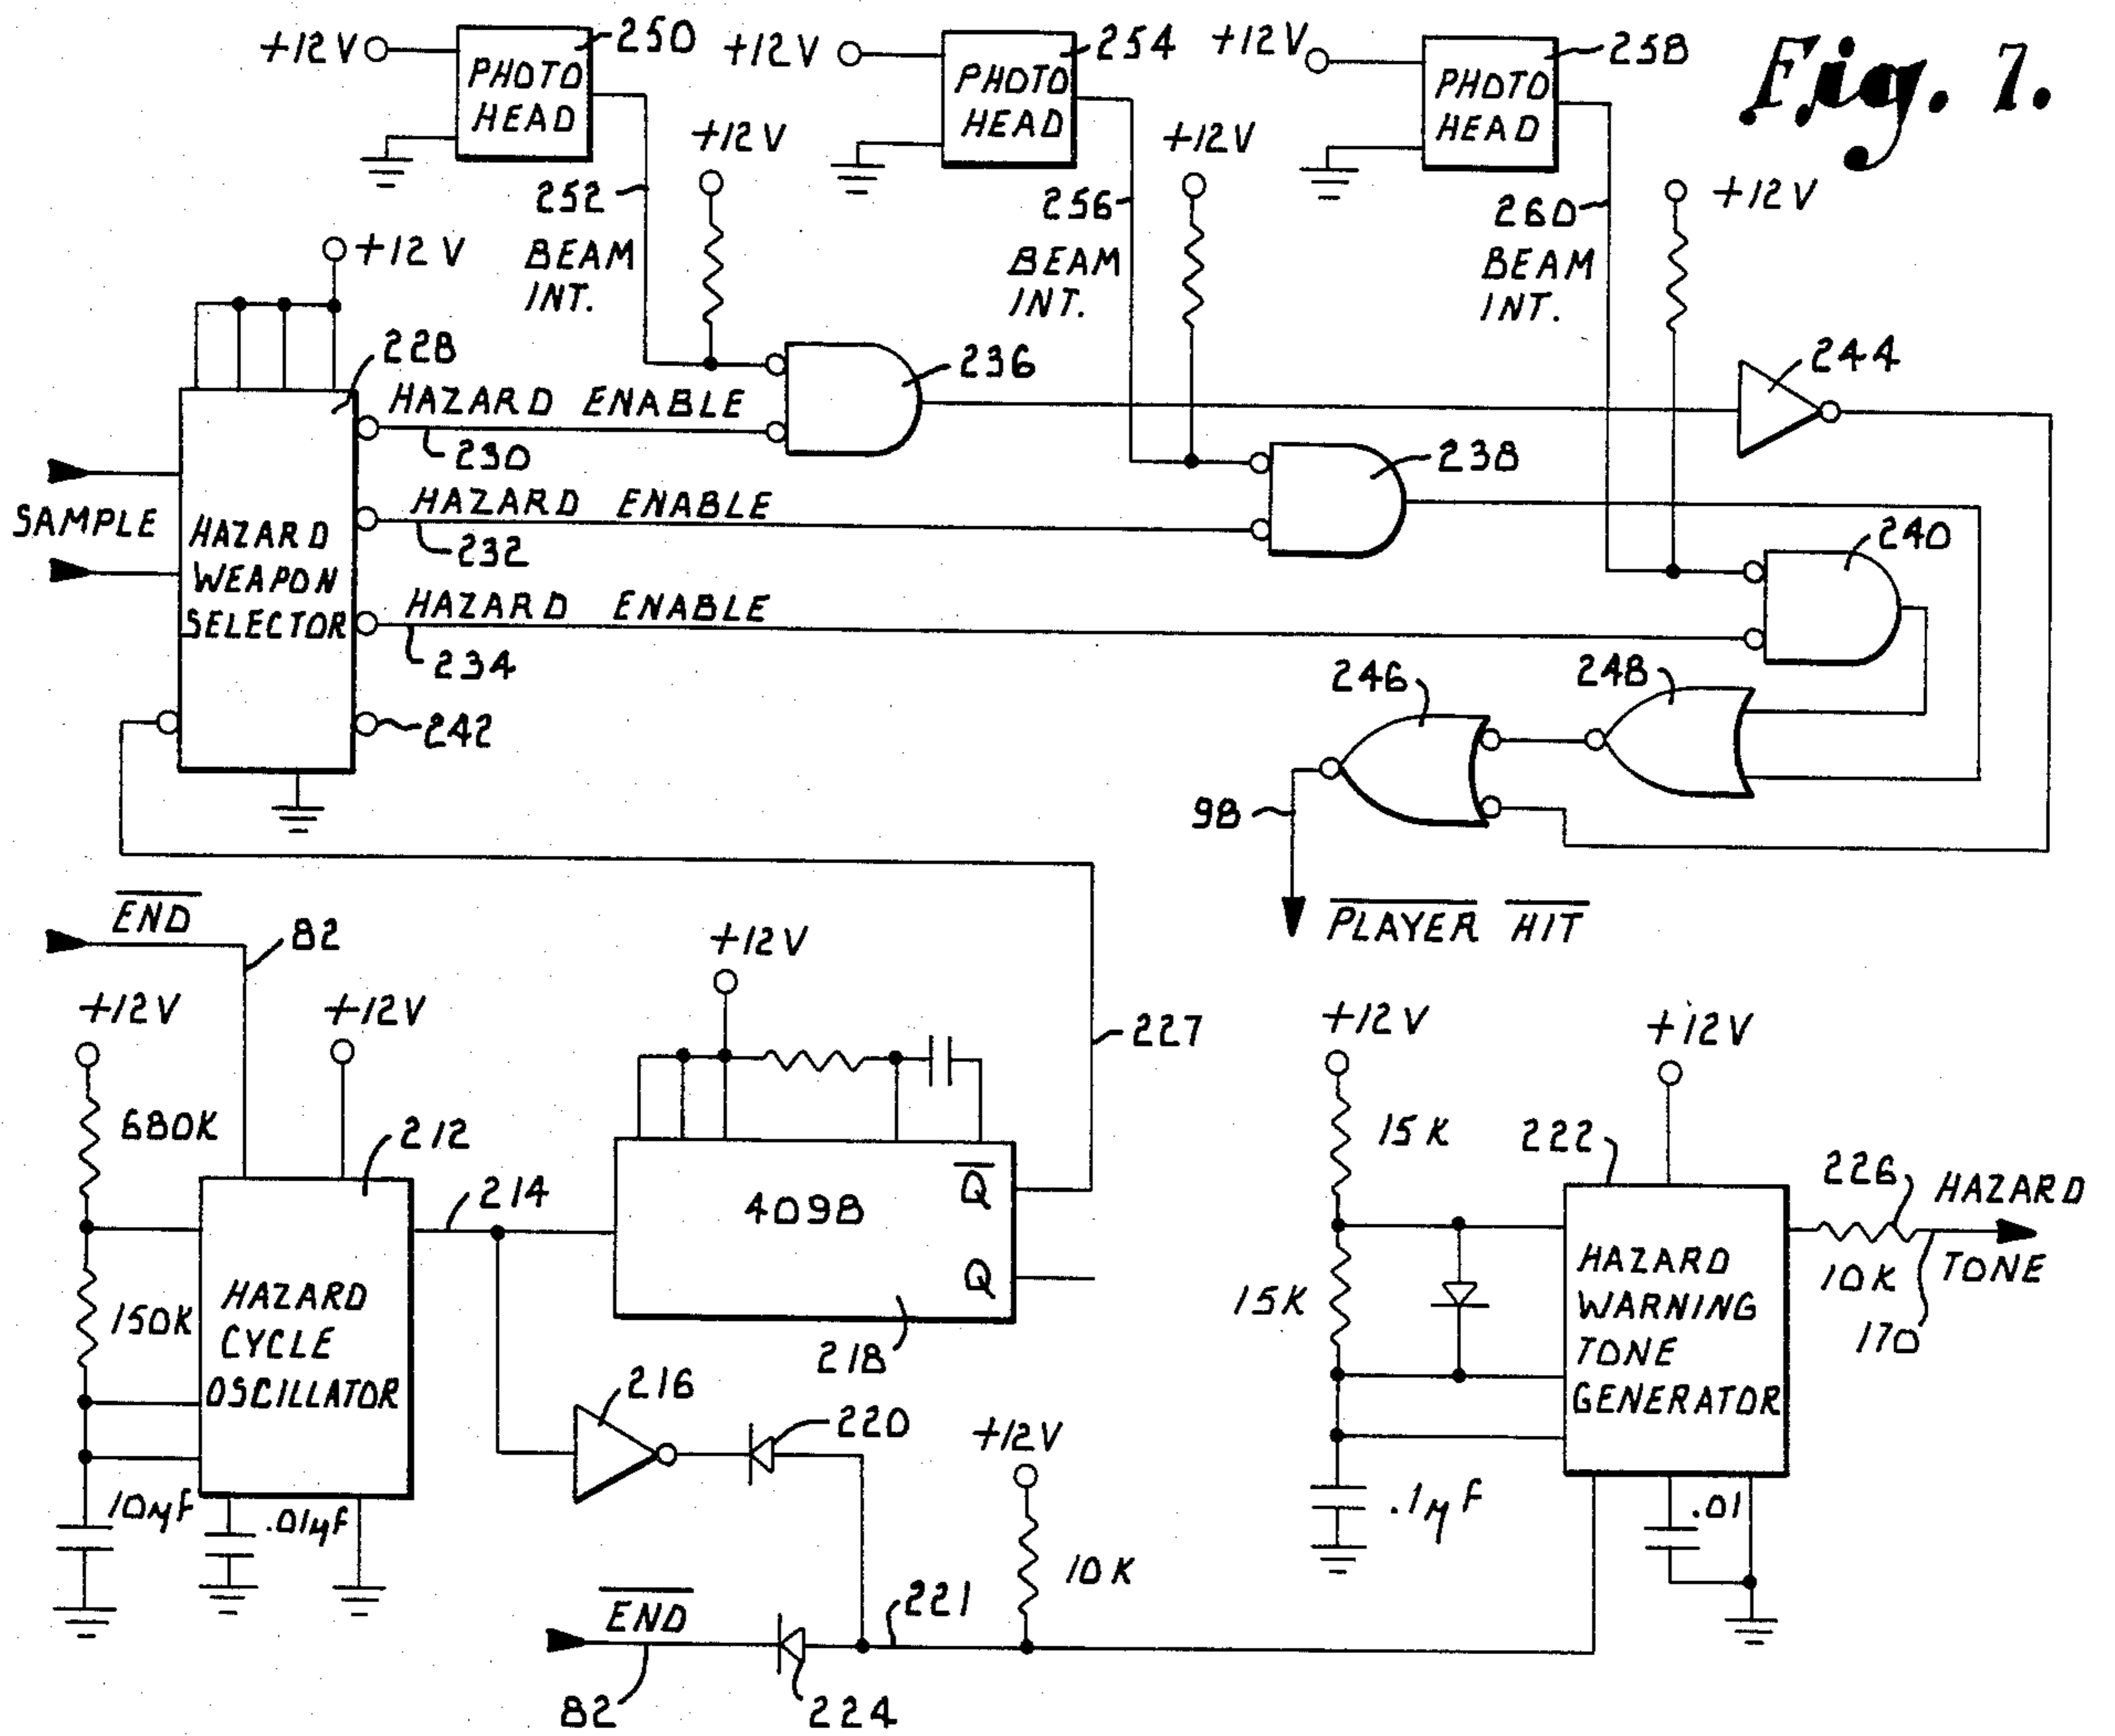 Fig. 7.
+12V
PHOTO
HEAD
250
+12V
PHOTO
HEAD
254
+12V
PHOTO
HEAD
258
252
+12V
256
+12V
260
+12V
BEAM
INT.
BEAM
INT.
BEAM
INT.
+12V
228
HAZARD ENABLE
230
236
244
238
SAMPLE
HAZARD
WEAPON
SELECTOR
HAZARD ENABLE
232
240
HAZARD ENABLE
234
242
246
248
98
PLAYER HIT
END
82
+12V
+12V
+12V
227
680K
212
214
150K
HAZARD
CYCLE
OSCILLATOR
4098
Q
Q
218
216
220
10µF
.01µF
+12V
10K
END
82
224
221
+12V
15K
15K
.1µF
+12V
222
HAZARD
WARNING
TONE
GENERATOR
.01
226
10K
170
HAZARD
TONE